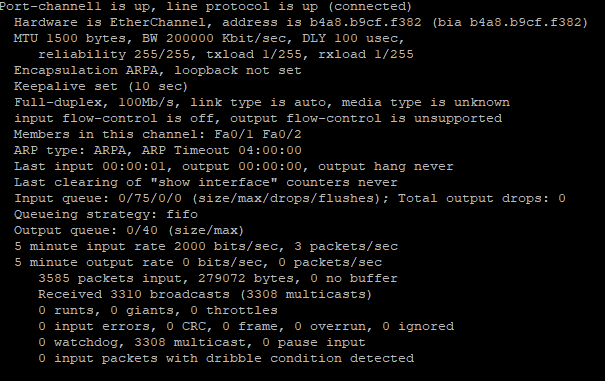 Port-channel1 is up, line protocol is up (connected)
Hardware is EtherChannel, address is b4a8.b9cf.f382 (bia b4a8.b9cf.f382)
MTU 1500 bytes, BW 200000 Kbit/sec, DLY 100 usec,
reliability 255/255, txload 1/255, rxload 1/255
Encapsulation ARPA, loopback not set
Keepalive set (10 sec)
Full-duplex, 100Mb/s, link type is auto, media type is unknown
input flow-control is off, output flow-control is unsupported
Members in this channel: Fa0/1 Fa0/2
ARP type: ARPA, ARP Timeout 04:00:00
Last input 00:00:01, output 00:00:00, output hang never
Last clearing of "show interface" counters never
Input queue: 0/75/0/0 (size/max/drops/flushes); Total output drops: 0
Queueing strategy: fifo
Output queue: 0/40 (size/max)
5 minute input rate 2000 bits/sec, 3 packets/sec
5 minute output rate 0 bits/sec, 0 packets/sec
3585 packets input, 279072 bytes, 0 no buffer
Received 3310 broadcasts (3308 multicasts)
0 runts, 0 giants, 0 throttles
0 input errors, 0 CRC, 0 frame, 0 overrun, 0 ignored
0 watchdog, 3308 multicast, 0 pause input
0 input packets with dribble condition detected